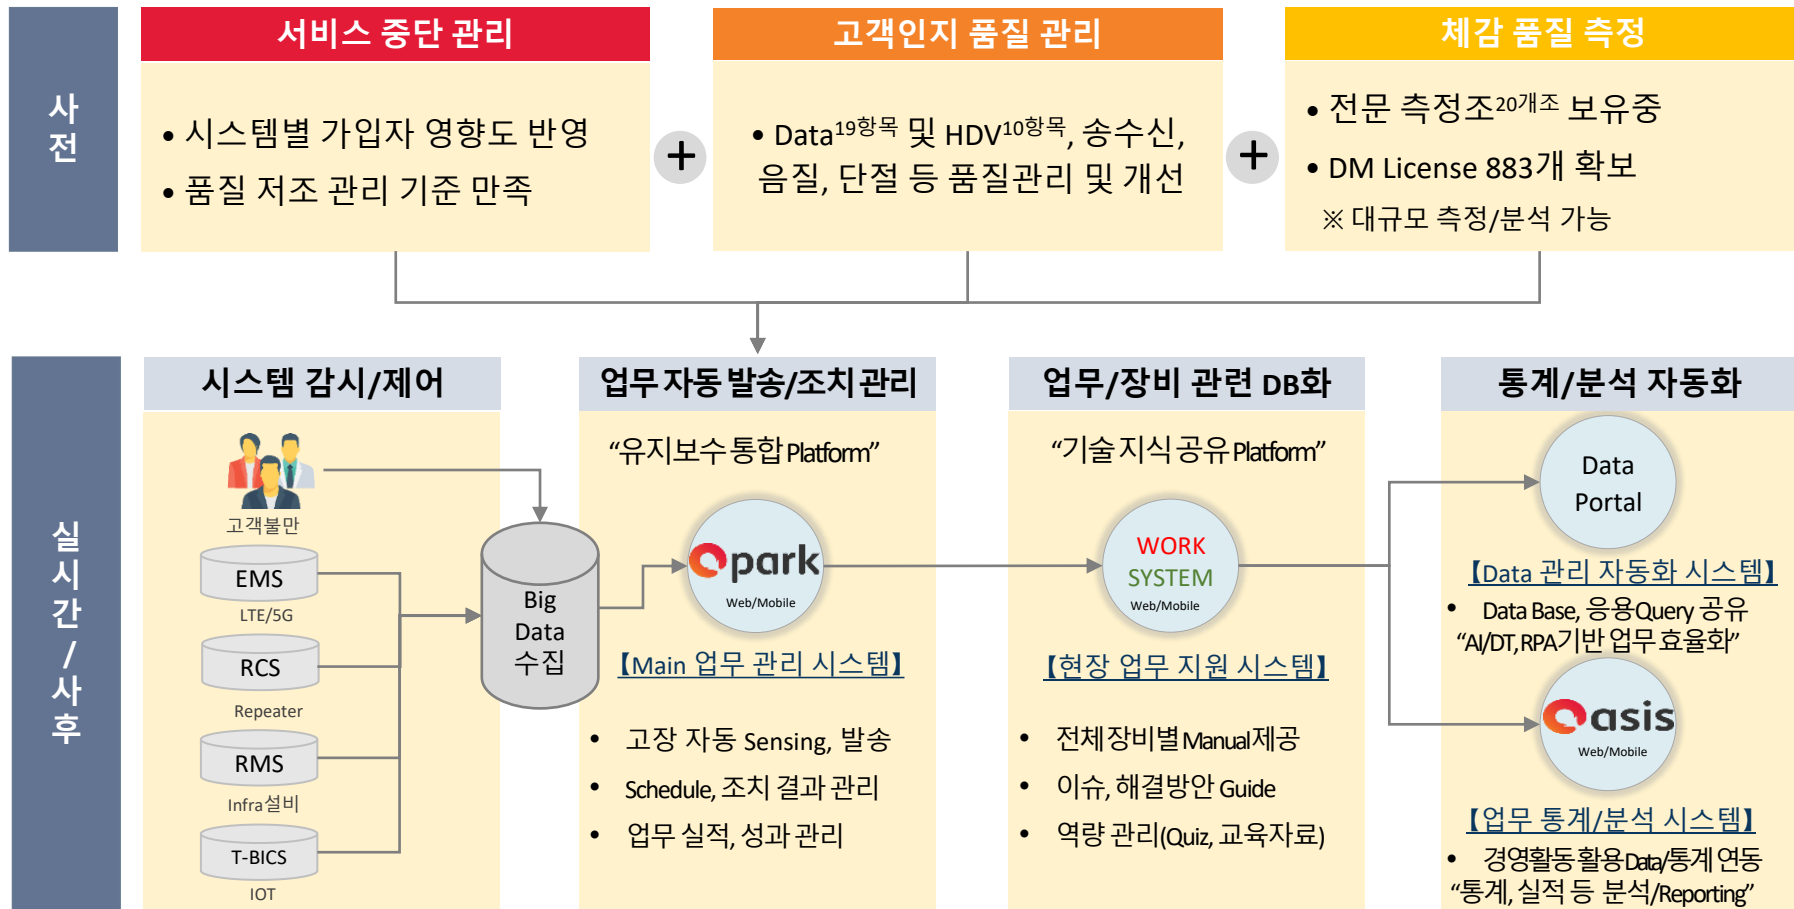 사전
서비스 중단 관리
• 시스템별 가입자 영향도 반영
• 품질 저조 관리 기준 만족
+
고객인지 품질 관리
• Data19항목 및 HDV10항목, 송수신,
음질, 단절 등 품질관리 및 개선
+
체감 품질 측정
• 전문 측정조20개조 보유중
• DM License 883개 확보
※ 대규모 측정/분석 가능
실시간/사후
시스템 감시/제어
고객불만
EMS
LTE/5G
RCS
Repeater
RMS
Infra설비
T-BICS
IOT
Big
Data
수집
업무 자동 발송/조치 관리
“유지보수 통합 Platform”
Opark
Web/Mobile
【Main 업무 관리 시스템】
• 고장 자동 Sensing, 발송
• Schedule, 조치 결과 관리
• 업무 실적, 성과 관리
업무/장비 관련 DB화
“기술 지식 공유 Platform”
WORK
SYSTEM
Web/Mobile
【현장 업무 지원 시스템】
• 전체 장비별 Manual 제공
• 이슈, 해결방안 Guide
• 역량 관리(Quiz, 교육자료)
통계/분석 자동화
Data
Portal
【Data 관리 자동화 시스템】
• Data Base, 응용Query 공유
“AI/DT, RPA기반 업무 효율화”
Oasis
Web/Mobile
【업무 통계/분석 시스템】
• 경영활동 활용 Data/통계 연동
“통계, 실적 등 분석/Reporting”